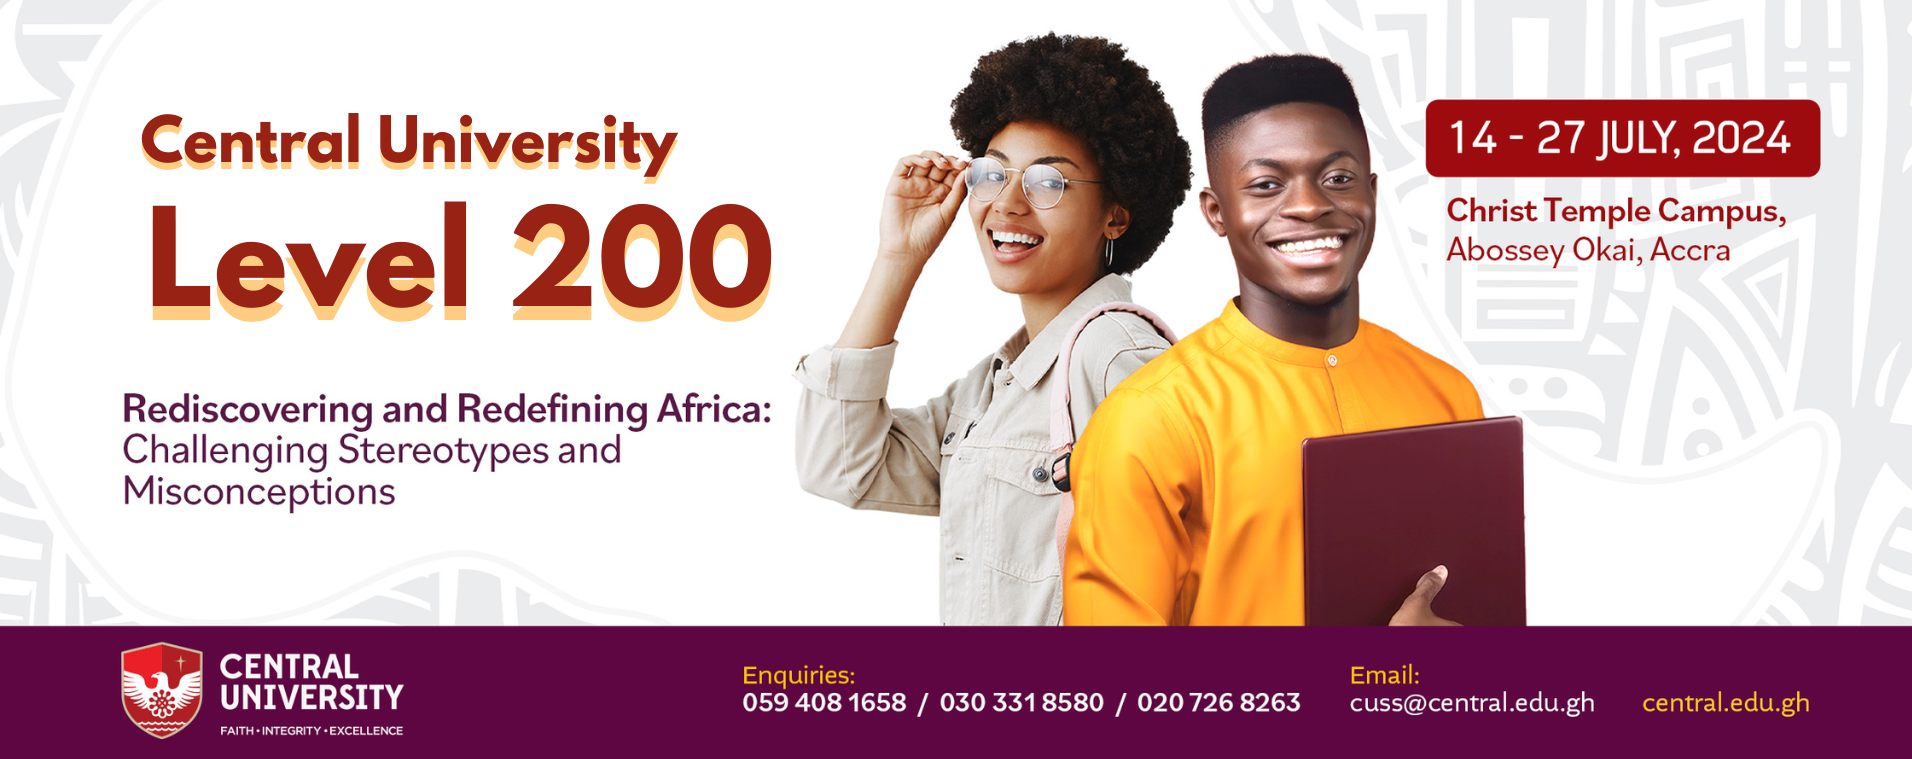 Central University
Level 200
Rediscovering and Redefining Africa:
Challenging Stereotypes and
Misconceptions
14 - 27 JULY, 2024
Christ Temple Campus,
Abossey Okai, Accra
CENTRAL
UNIVERSITY
FAITH • INTEGRITY • EXCELLENCE
Enquiries:
059 408 1658 / 030 331 8580 / 020 726 8263
Email:
cuss@central.edu.gh
central.edu.gh